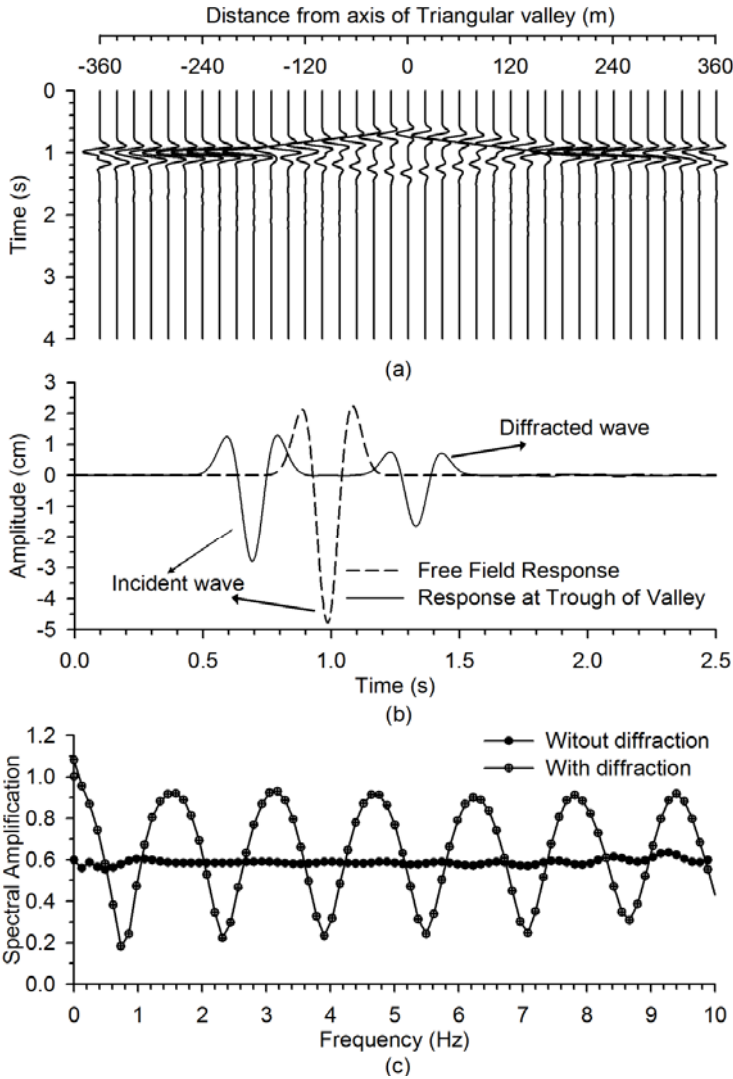 Distance from axis of Triangular valley (m)
-360 -240 -120 0 120 240 360
0
1
2
3
4
Time (s)
(a)
3
2
1
0
-1
-2
-3
-4
-5
Amplitude (cm)
Diffracted wave
Incident wave
Free Field Response
Response at Trough of Valley
0.0 0.5 1.0 1.5 2.0 2.5
Time (s)
(b)
1.2
1.0
0.8
0.6
0.4
0.2
0.0
Spectral Amplification
Witout diffraction
With diffraction
0 1 2 3 4 5 6 7 8 9 10
Frequency (Hz)
(c)